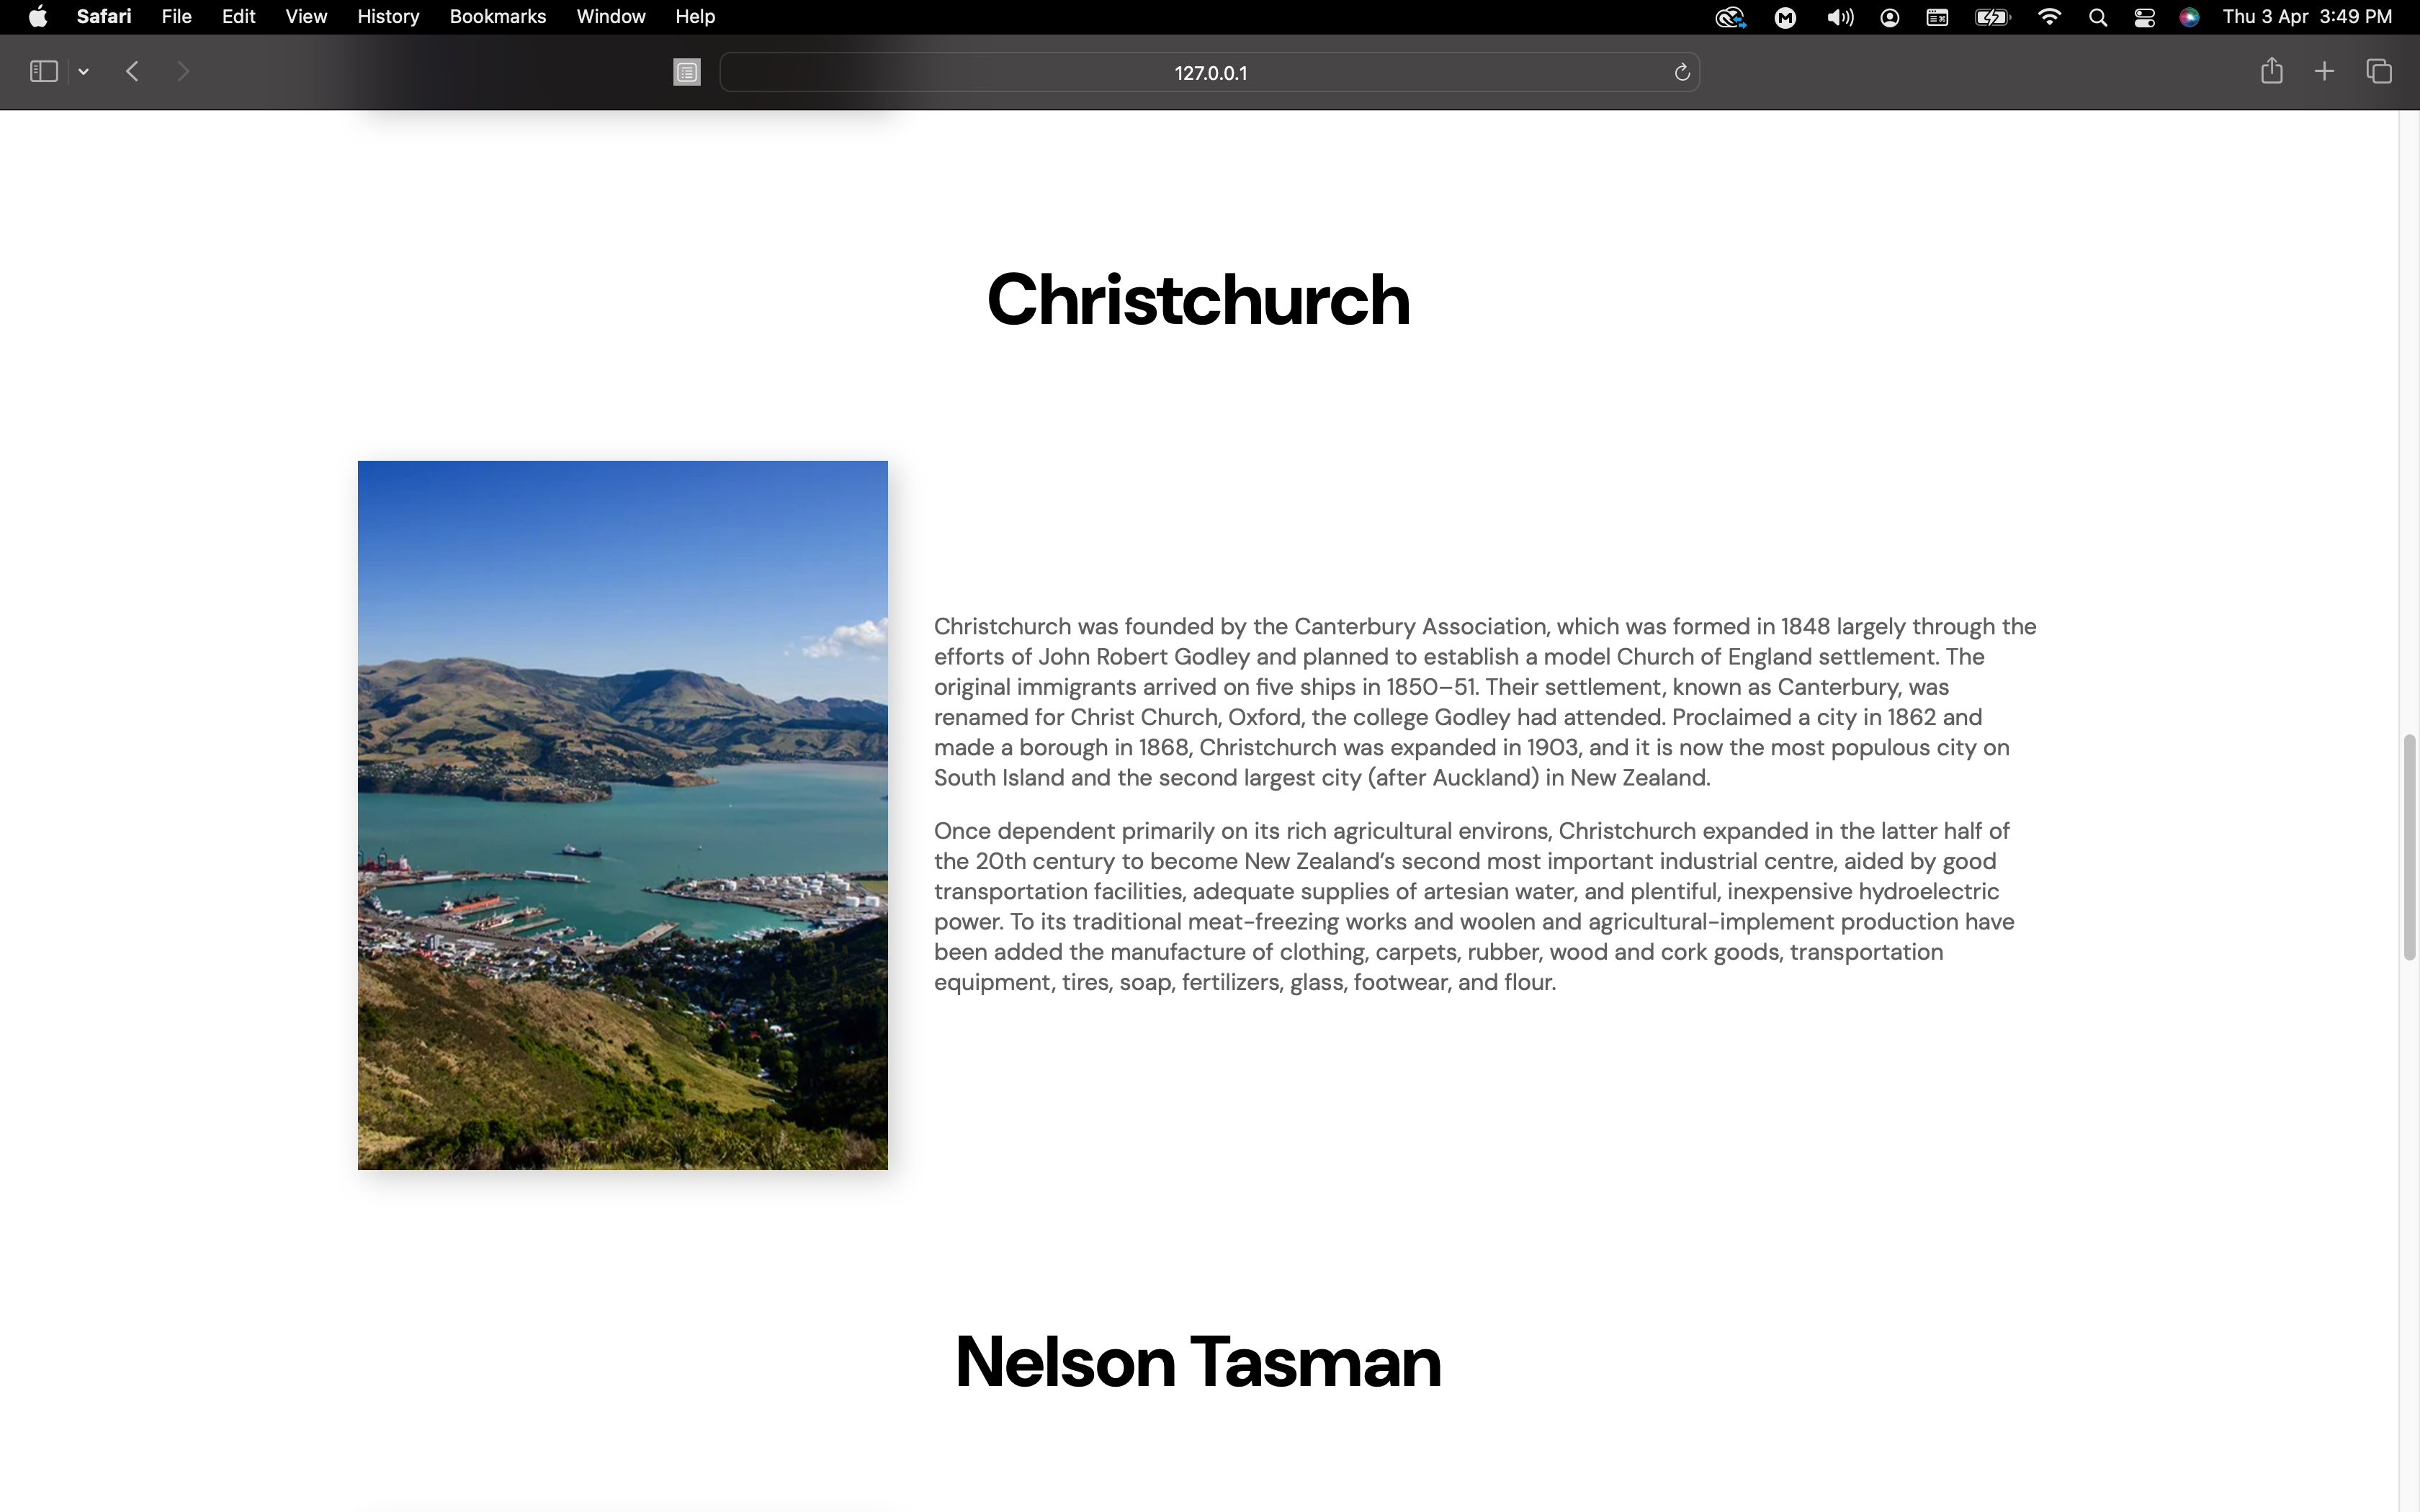 Safari File Edit View History Bookmarks Window Help Thu 3 Apr 3:49 PM
127.0.0.1
Christchurch
Christchurch was founded by the Canterbury Association, which was formed in 1848 largely through the
efforts of John Robert Godley and planned to establish a model Church of England settlement. The
original immigrants arrived on five ships in 1850–51. Their settlement, known as Canterbury, was
renamed for Christ Church, Oxford, the college Godley had attended. Proclaimed a city in 1862 and
made a borough in 1868, Christchurch was expanded in 1903, and it is now the most populous city on
South Island and the second largest city (after Auckland) in New Zealand.
Once dependent primarily on its rich agricultural environs, Christchurch expanded in the latter half of
the 20th century to become New Zealand’s second most important industrial centre, aided by good
transportation facilities, adequate supplies of artesian water, and plentiful, inexpensive hydroelectric
power. To its traditional meat-freezing works and woolen and agricultural-implement production have
been added the manufacture of clothing, carpets, rubber, wood and cork goods, transportation
equipment, tires, soap, fertilizers, glass, footwear, and flour.
Nelson Tasman